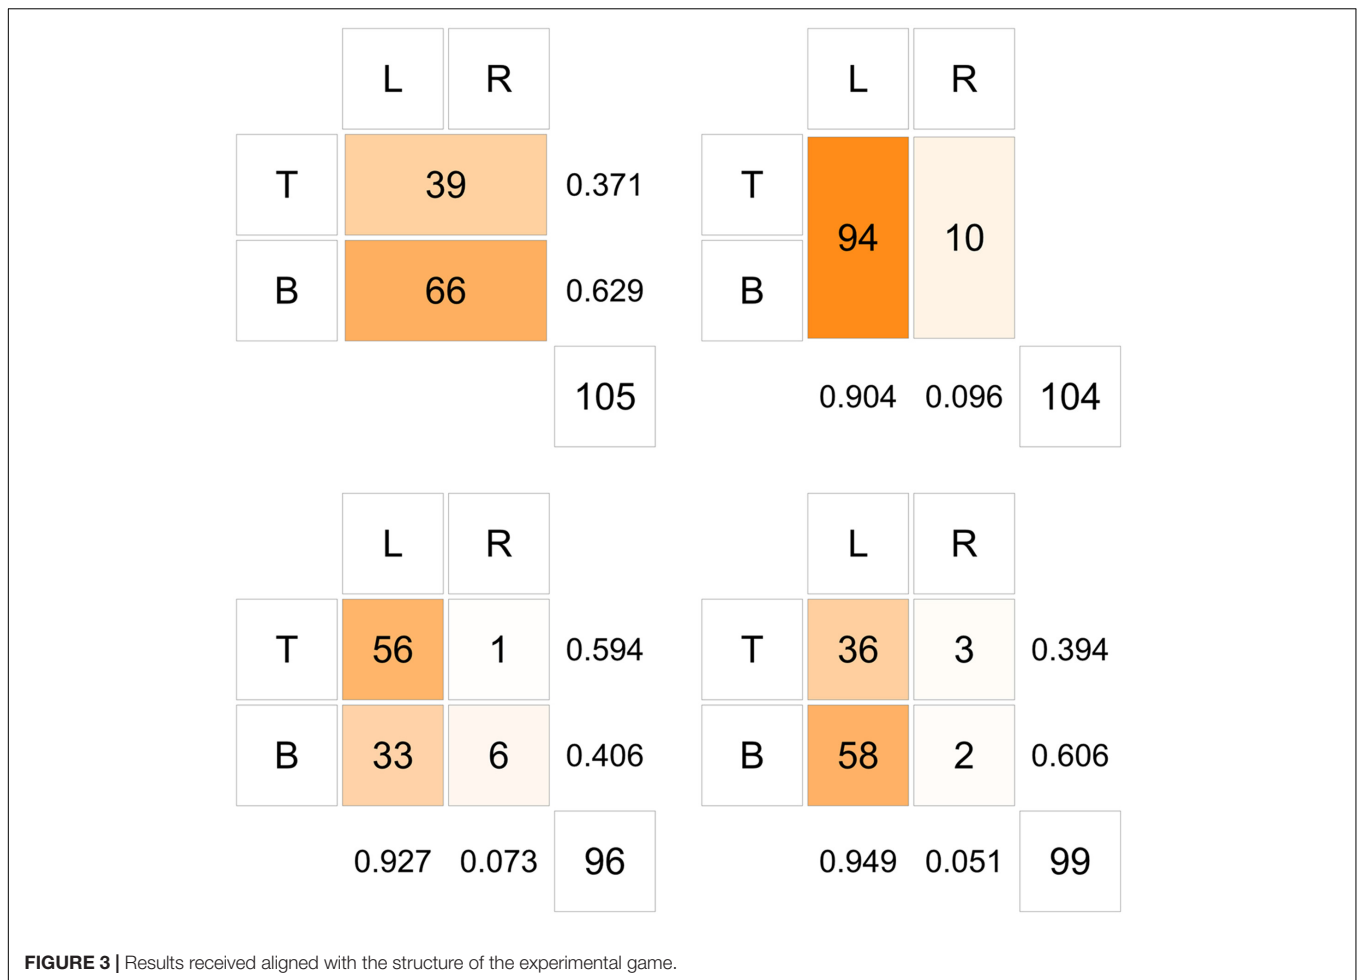 L R
T 39 0.371
B 66 0.629
105
L R
T
94 10
B
0.904 0.096 104
L R
T 56 1 0.594
B 33 6 0.406
0.927 0.073 96
L R
T 36 3 0.394
B 58 2 0.606
0.949 0.051 99
FIGURE 3 | Results received aligned with the structure of the experimental game.